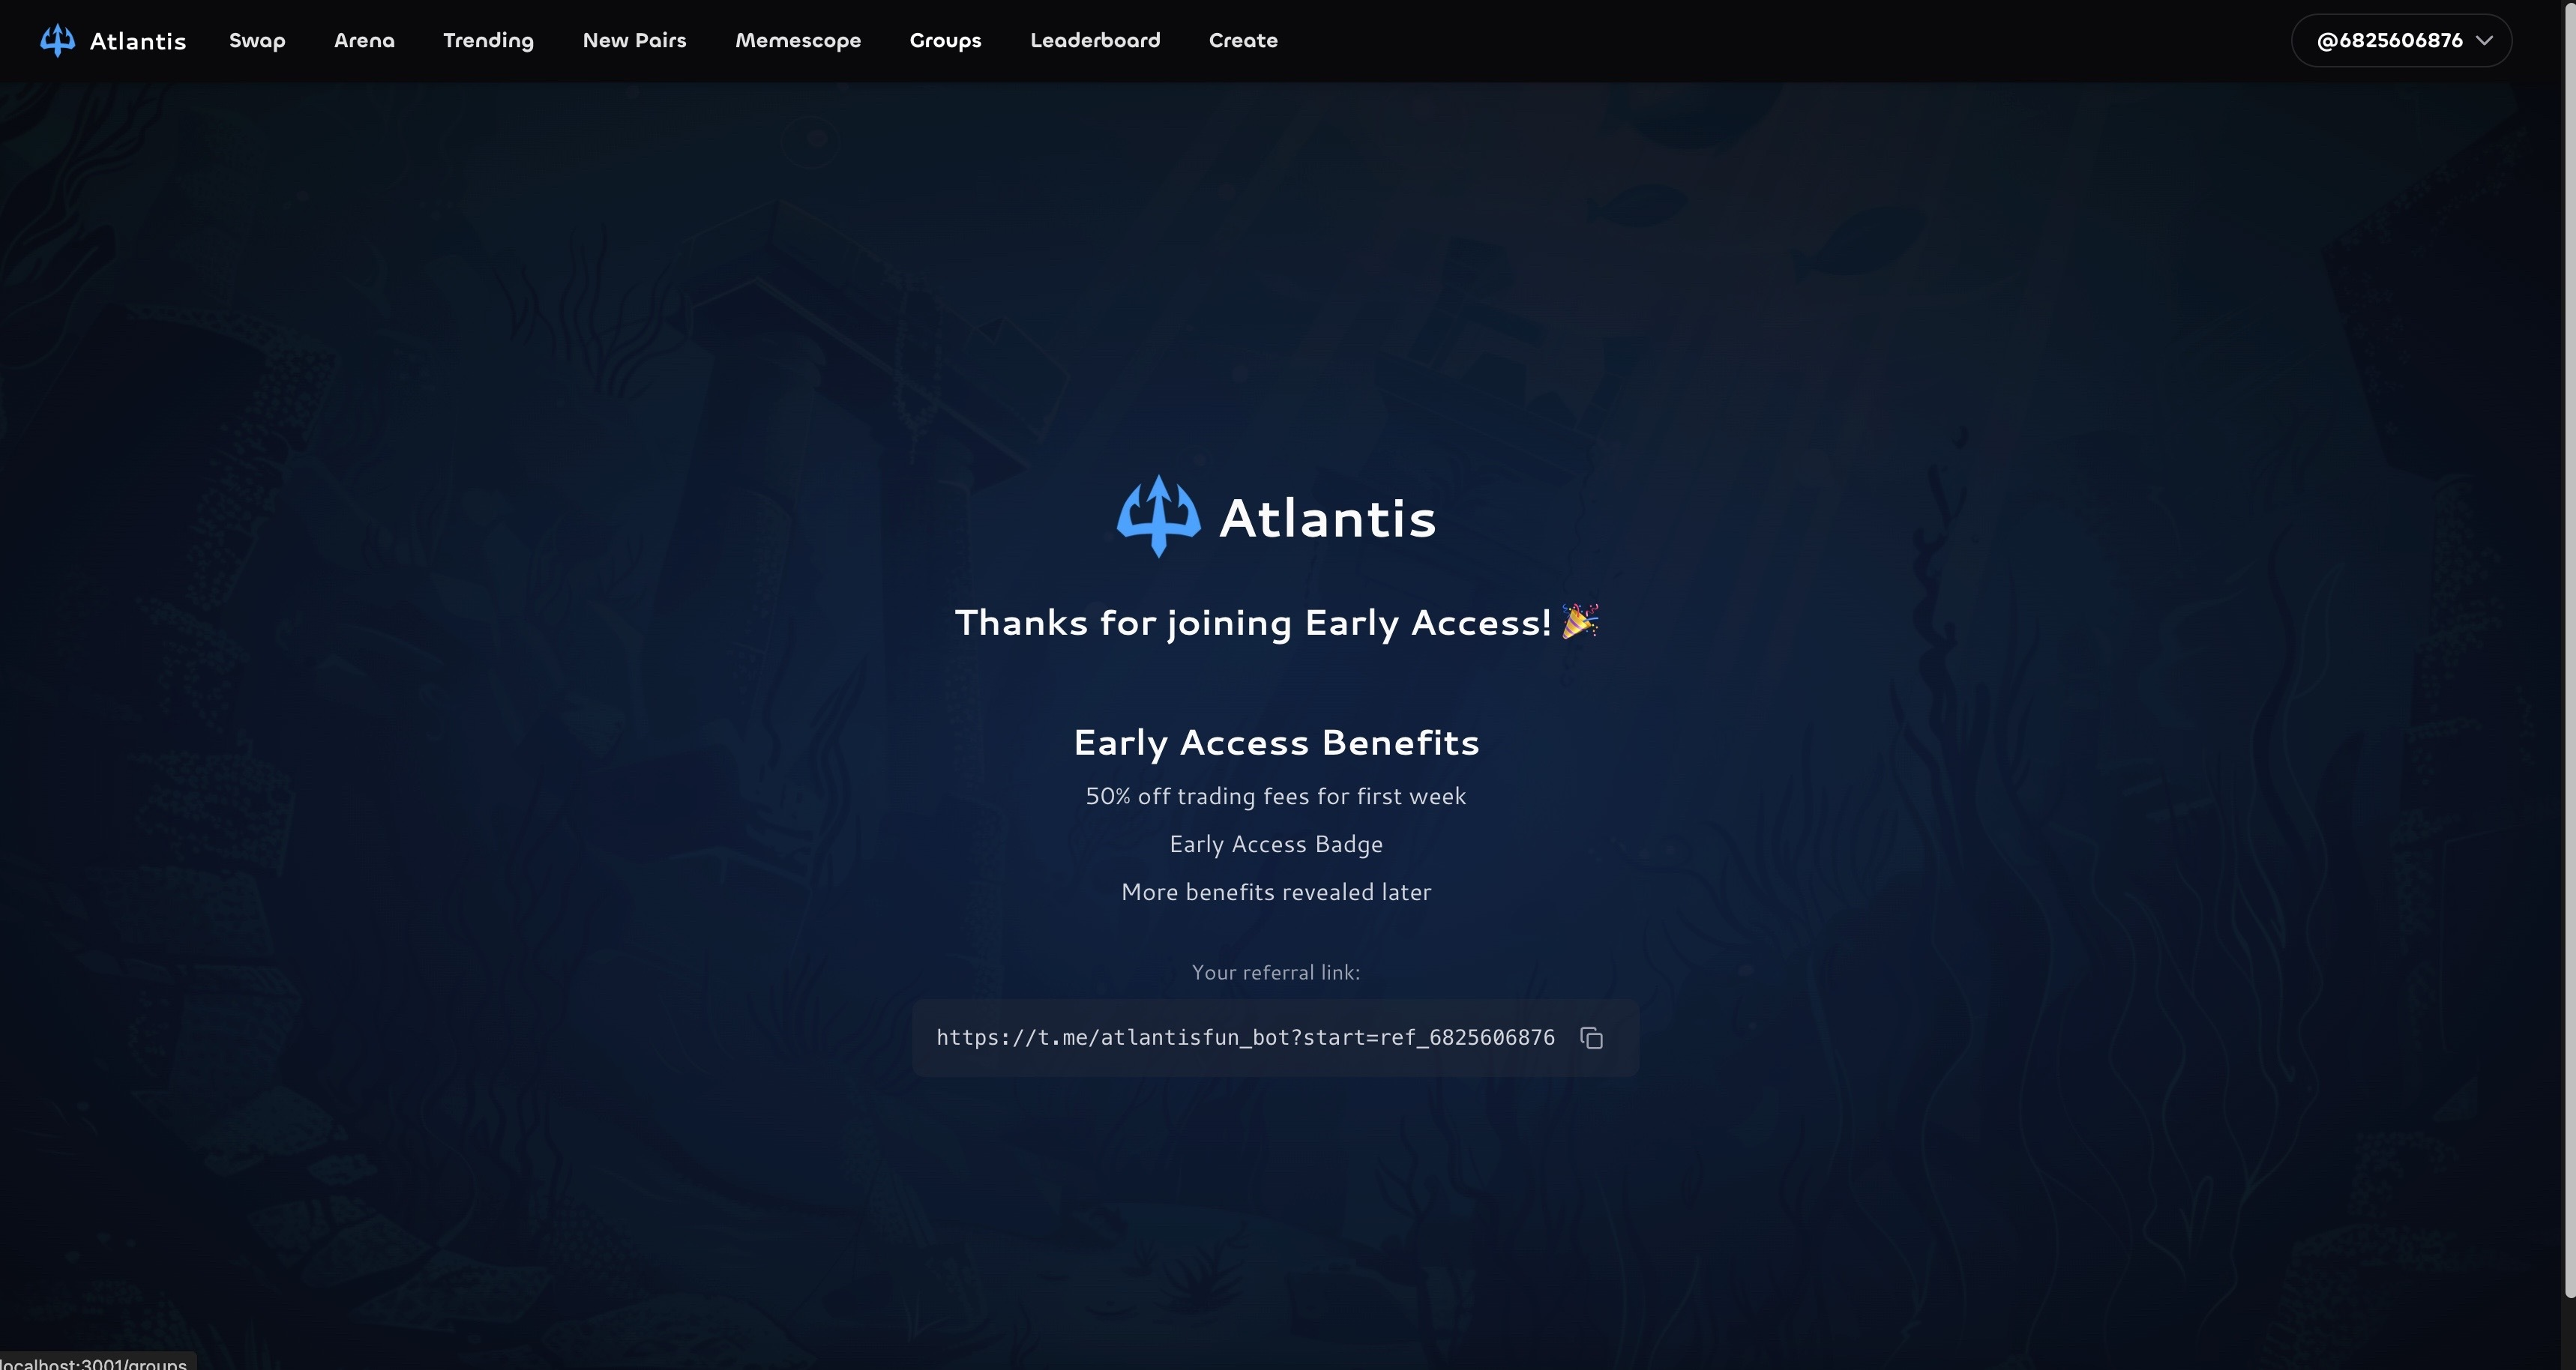 Atlantis Swap Arena Trending New Pairs Memescope Groups Leaderboard Create @6825606876
Atlantis
Thanks for joining Early Access! 🎉
Early Access Benefits
50% off trading fees for first week
Early Access Badge
More benefits revealed later
Your referral link:
https://t.me/atlantisfun_bot?start=ref_6825606876
localhost:3001/groups